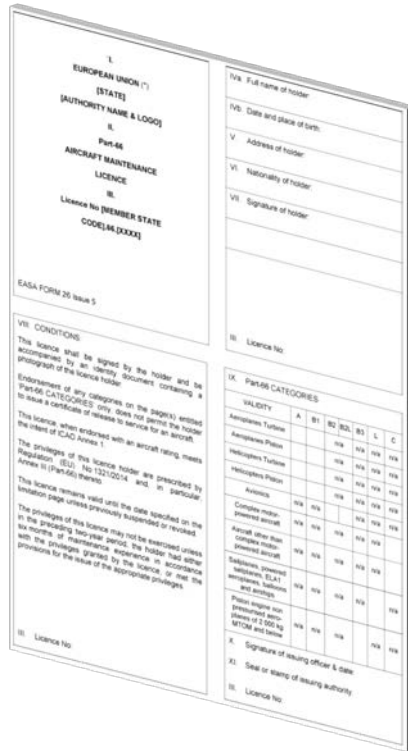 I.
EUROPEAN UNION (*)
[STATE]
[AUTHORITY NAME & LOGO]
II.
Part-66
AIRCRAFT MAINTENANCE
LICENCE
III.
Licence No [MEMBER STATE
CODE].66.[XXXX]
EASA FORM 26 Issue 5
IVa. Full name of holder:
IVb. Date and place of birth:
V. Address of holder:
VI. Nationality of holder:
VII. Signature of holder:
III. Licence No:
VIII. CONDITIONS:
This licence shall be signed by the holder and be
accompanied by an identity document containing a
photograph of the licence holder.
Endorsement of any categories on the page(s) entitled
'Part-66 CATEGORIES' only, does not permit the holder
to issue a certificate of release to service for an aircraft.
This licence, when endorsed with an aircraft rating, meets
the intent of ICAO Annex 1.
The privileges of this licence holder are prescribed by
Regulation (EU) No 1321/2014 and, in particular,
Annex III (Part-66) thereto.
This licence remains valid until the date specified on the
limitation page unless previously suspended or revoked.
The privileges of this licence may not be exercised unless
in the preceding two-year period, the holder had either
six months of maintenance experience in accordance
with the privileges granted by the licence, or met the
provisions for the issue of the appropriate privileges.
III. Licence No:
IX. Part-66 CATEGORIES
VALIDITY A B1 B2 B2L B3 L C
Aeroplanes Turbine n/a n/a n/a n/a
Aeroplanes Piston n/a n/a n/a n/a
Helicopters Turbine n/a n/a n/a n/a
Helicopters Piston n/a n/a n/a n/a
Avionics n/a n/a n/a n/a n/a
Complex motor-
powered aircraft n/a n/a n/a n/a n/a
Aircraft other than
complex motor-
powered aircraft n/a n/a n/a n/a n/a
Sailplanes, powered
sailplanes, ELA1
aeroplanes, balloons
and airships n/a n/a n/a n/a n/a
Piston engine non
pressurised aero-
planes of 2 000 kg
MTOM and below n/a n/a n/a n/a n/a
X. Signature of issuing officer & date:
XI. Seal or stamp of issuing authority:
III. Licence No: